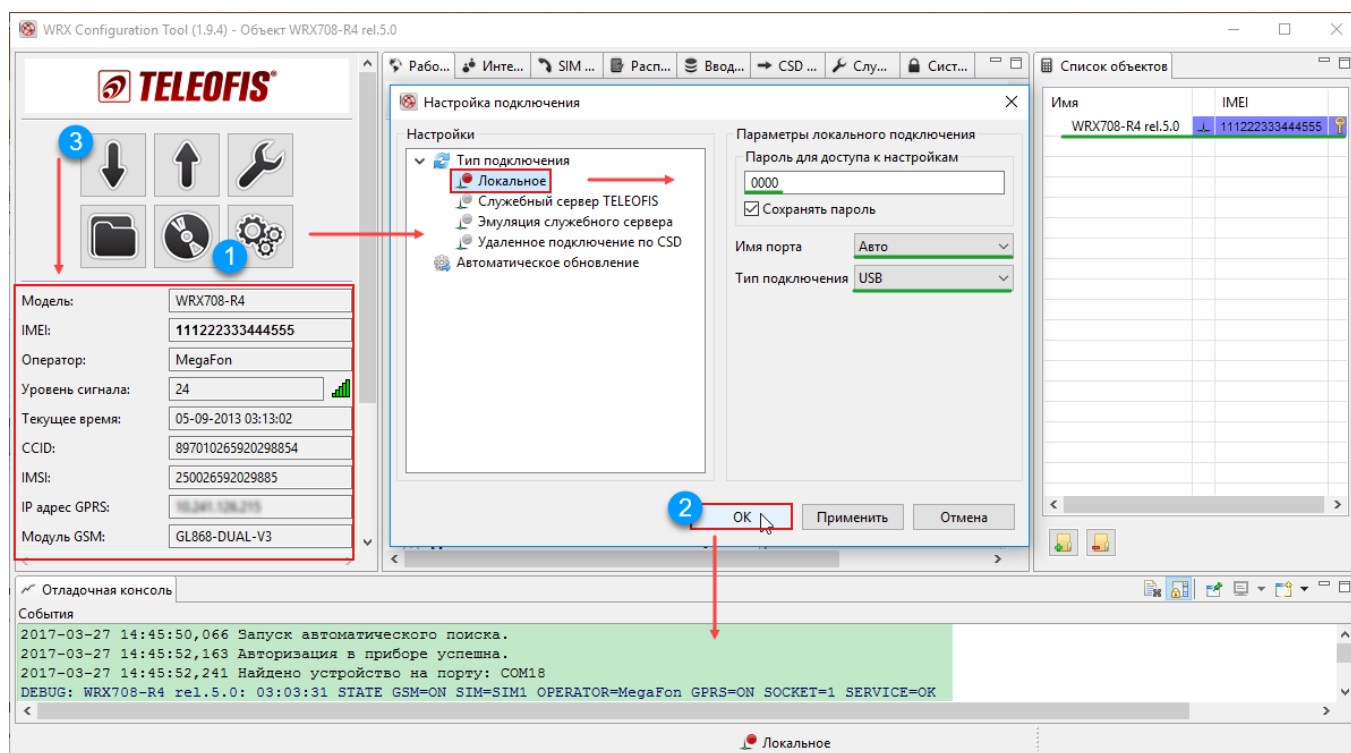 WRX Configuration Tool (1.9.4) - Объект WRX708-R4 rel.5.0
TELEOFIS®
3
1
Модель: WRX708-R4
IMEI: 111222333444555
Оператор: MegaFon
Уровень сигнала: 24
Текущее время: 05-09-2013 03:13:02
CCID: 897010265920298854
IMSI: 250026592029885
IP адрес GPRS:
Модуль GSM: GL868-DUAL-V3
Рабо... Инте... SIM ... Расп... Ввод... CSD ... Слу... Сист...
Настройка подключения
Настройки
Тип подключения
Локальное
Служебный сервер TELEOFIS
Эмуляция служебного сервера
Удаленное подключение по CSD
Автоматическое обновление
Параметры локального подключения
Пароль для доступа к настройкам
0000
Сохранять пароль
Имя порта Авто
Тип подключения USB
2
ОК Применить Отмена
Список объектов
Имя IMEI
WRX708-R4 rel.5.0 111222333444555
Отладочная консоль
События
2017-03-27 14:45:50,066 Запуск автоматического поиска.
2017-03-27 14:45:52,163 Авторизация в приборе успешна.
2017-03-27 14:45:52,241 Найдено устройство на порту: COM18
DEBUG: WRX708-R4 rel.5.0: 03:03:31 STATE GSM=ON SIM=SIM1 OPERATOR=MegaFon GPRS=ON SOCKET=1 SERVICE=OK
Локальное